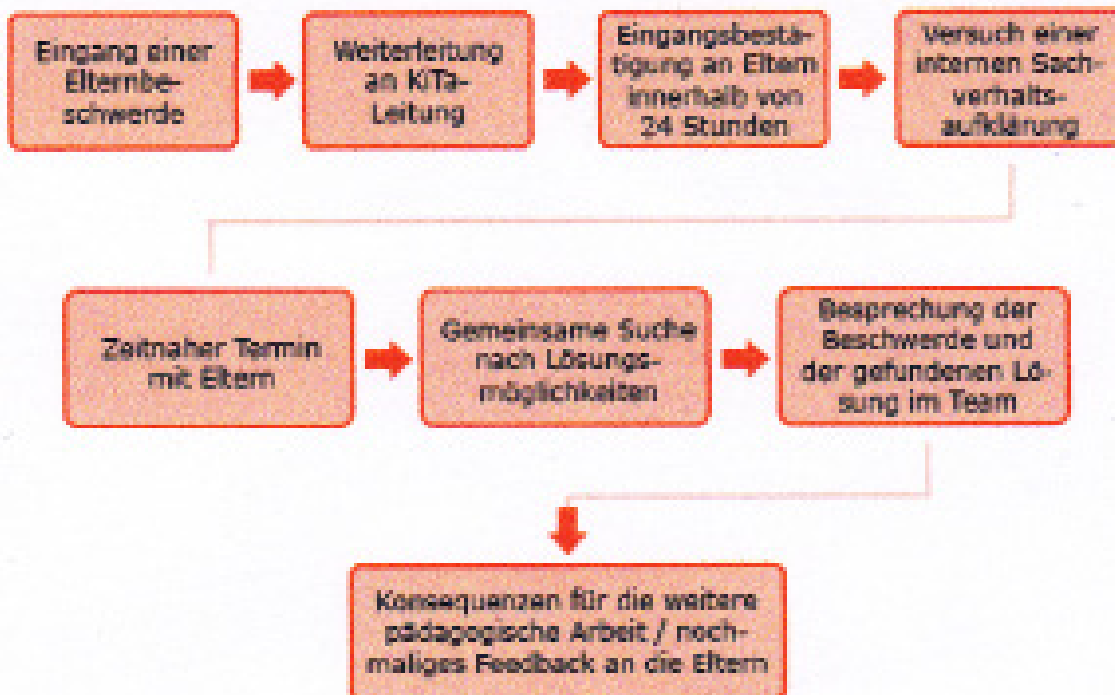 Eingang einer
Elternbe-
schwerde
Weiterleitung
an KiTa-
Leitung
Eingangsbestä-
tigung an Eltern
innerhalb von
24 Stunden
Versuch einer
internen Sach-
verhalts-
aufklärung
Zeitnaher Termin
mit Eltern
Gemeinsame Suche
nach Lösungs-
möglichkeiten
Besprechung der
Beschwerde und
der gefundenen Lö-
sung im Team
Konsequenzen für die weitere
pädagogische Arbeit / noch-
maliges Feedback an die Eltern